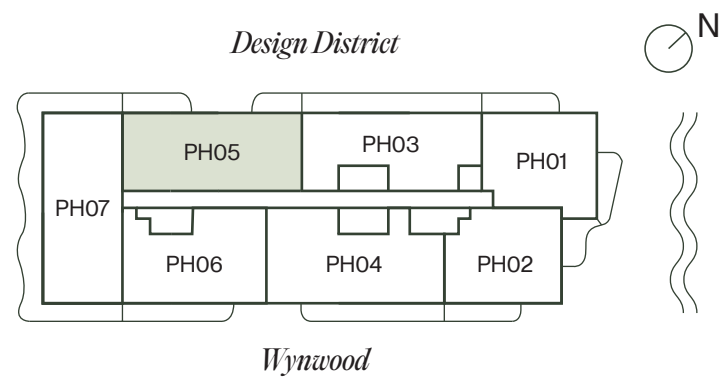 N
Design District
PH05
PH03
PH01
PH07
PH06
PH04
PH02
Wynwood